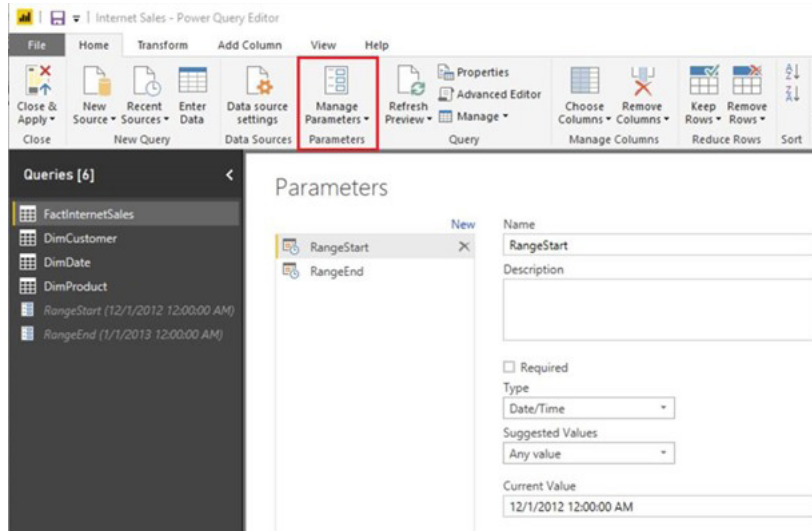 Internet Sales - Power Query Editor
File Home Transform Add Column View Help
Close & Apply New Source Recent Sources Enter Data Data source settings Manage Parameters Refresh Preview Properties Advanced Editor Manage Choose Columns Remove Columns Keep Rows Remove Rows
Close New Query Data Sources Parameters Query Manage Columns Reduce Rows Sort
Queries [6]
FactInternetSales
DimCustomer
DimDate
DimProduct
RangeStart (12/1/2012 12:00:00 AM)
RangeEnd (1/1/2013 12:00:00 AM)
Parameters
New
RangeStart
RangeEnd
Name
RangeStart
Description
Required
Type
Date/Time
Suggested Values
Any value
Current Value
12/1/2012 12:00:00 AM